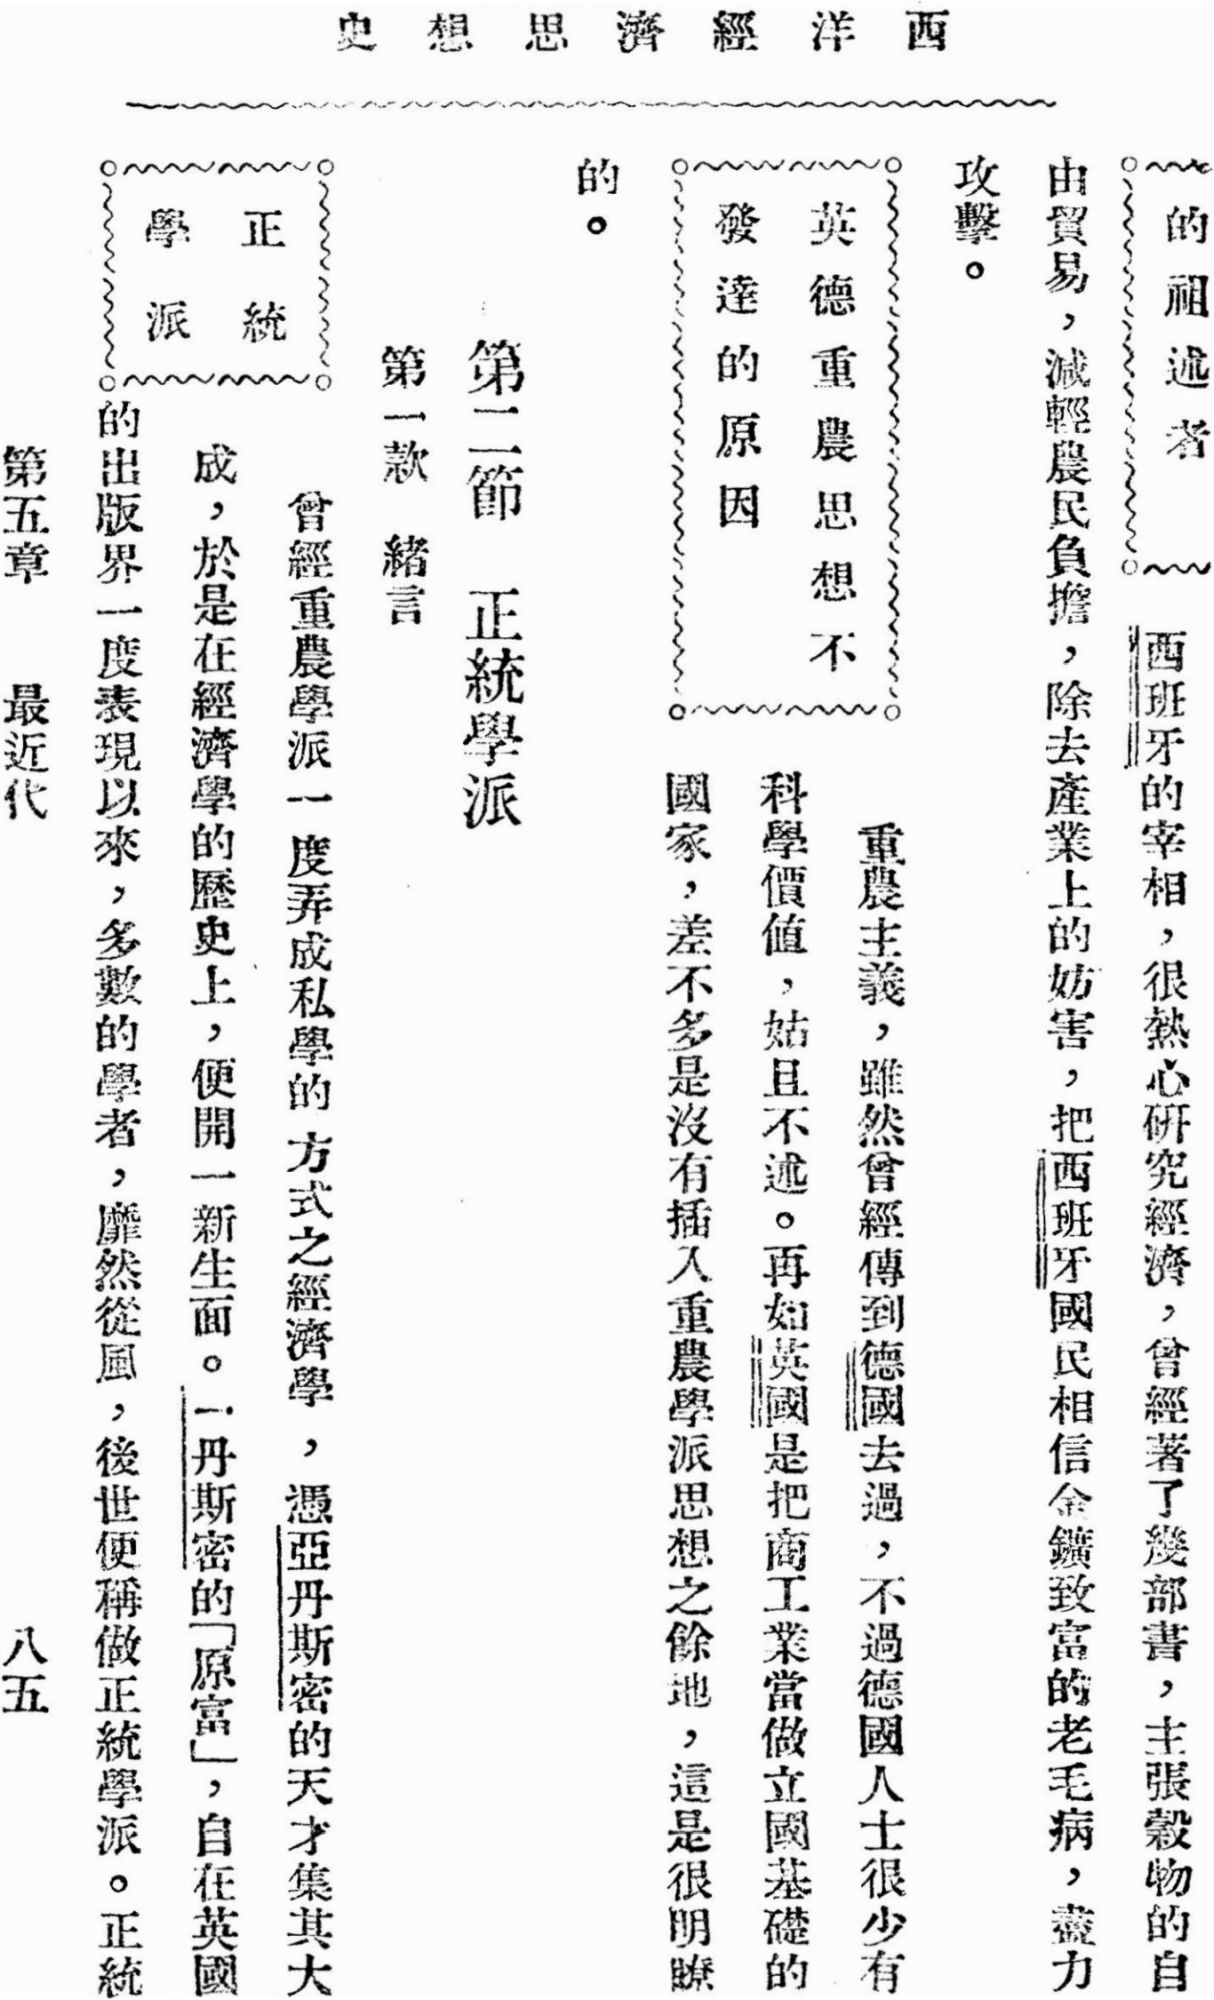 西洋經濟思想史
的祖述者
西班牙的宰相，很熱心研究經濟，曾經著了幾部書，主張穀物的自
由貿易，減輕農民負擔，除去產業上的妨害，把西班牙國民相信金鑛致富的老毛病，盡力
攻擊。
英德重農思想不
發達的原因
重農主義，雖然曾經傳到德國去過，不過德國人士很少有
科學價值，姑且不述。再如英國是把商工業當做立國基礎的
國家，差不多是沒有插入重農學派思想之餘地，這是很明瞭
的。
第二節　正統學派
第一款　緒言
正統
學派
曾經重農學派一度弄成私學的方式之經濟學，憑亞丹斯密的天才集其大
成，於是在經濟學的歷史上，便開一新生面。一丹斯密的「原富」，自在英國
的出版界一度表現以來，多數的學者，靡然從風，後世便稱做正統學派。正統
第五章　最近代　八五